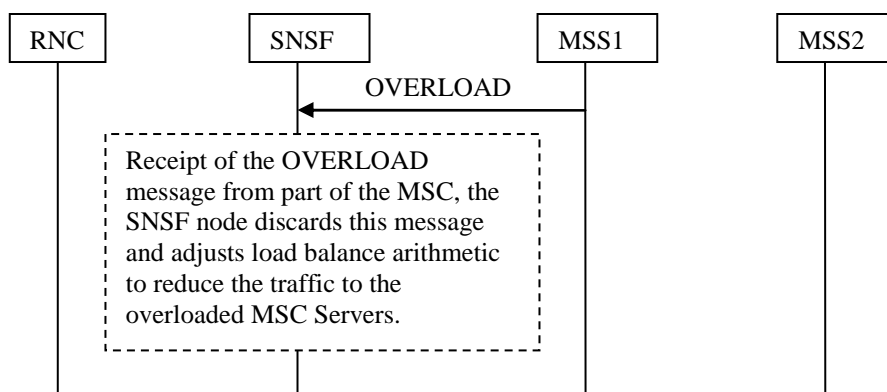 RNC
SNSF
MSS1
MSS2
OVERLOAD
Receipt of the OVERLOAD
message from part of the MSC, the
SNSF node discards this message
and adjusts load balance arithmetic
to reduce the traffic to the
overloaded MSC Servers.